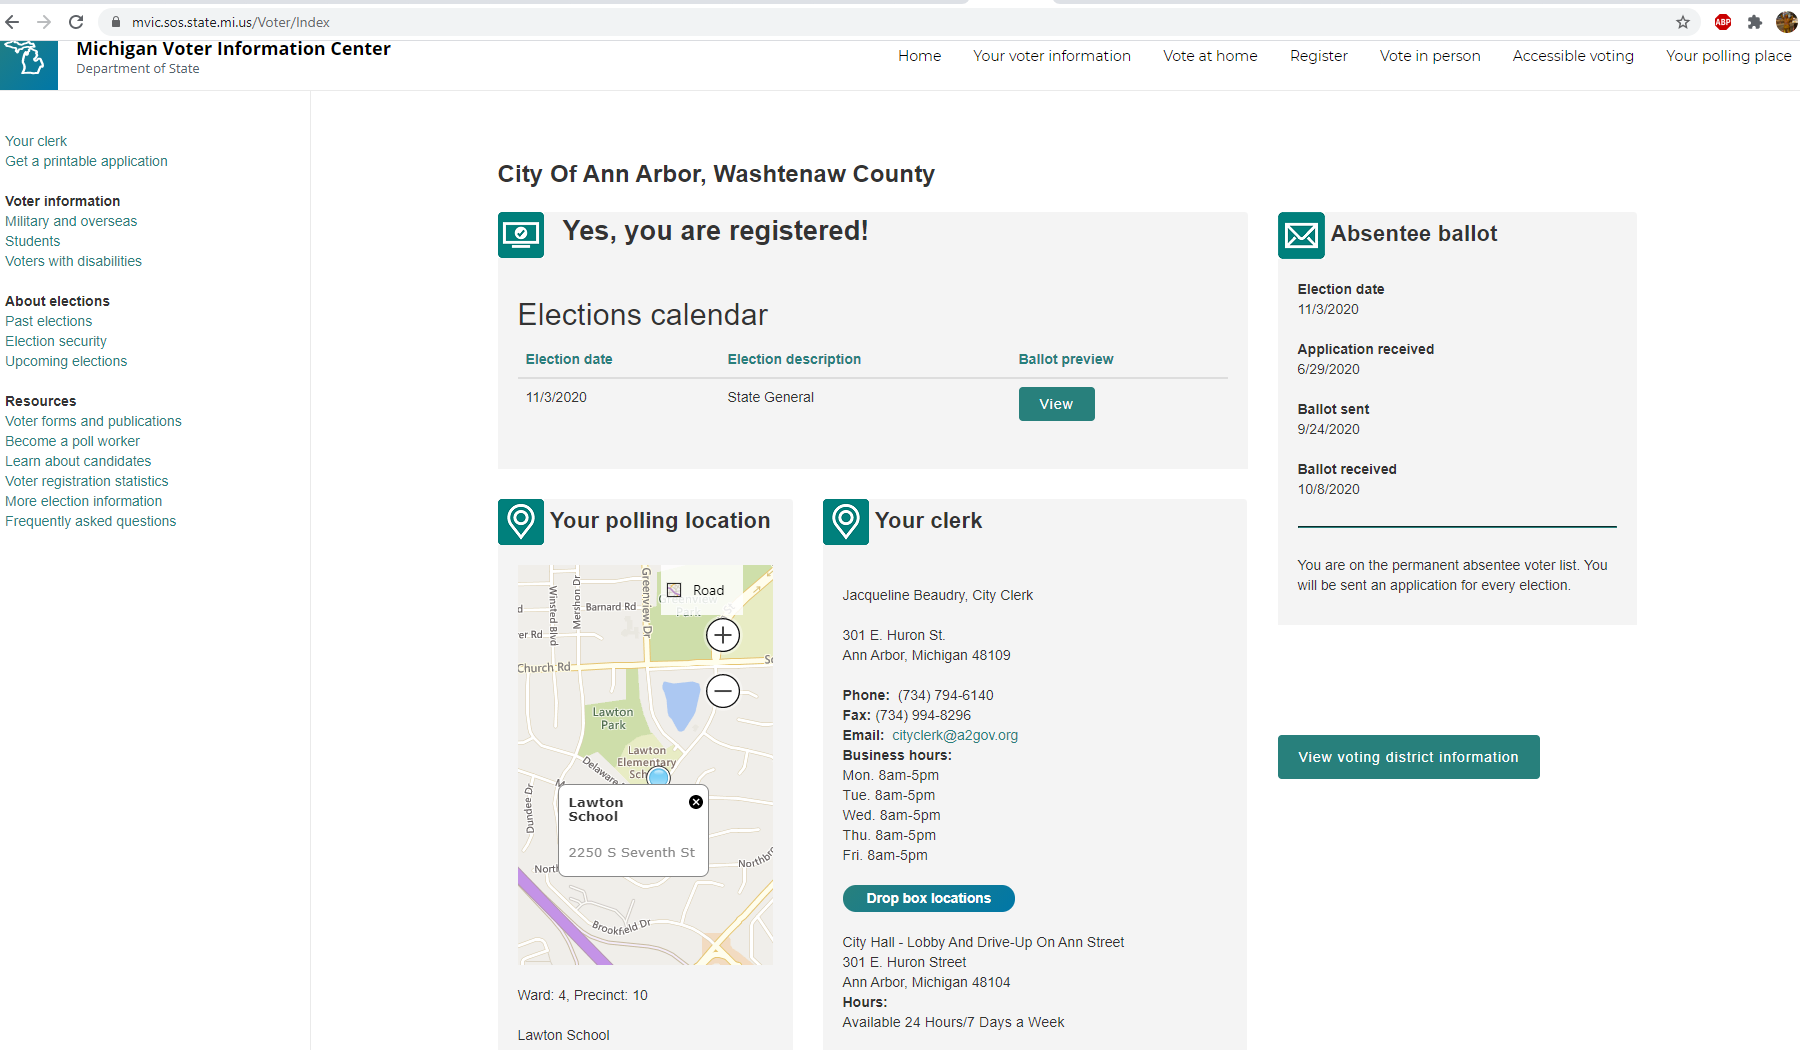 mvic.sos.state.mi.us/Voter/Index
ABP
Michigan Voter Information Center
Department of State
Home
Your voter information
Vote at home
Register
Vote in person
Accessible voting
Your polling place
Your clerk
Get a printable application
Voter information
Military and overseas
Students
Voters with disabilities
About elections
Past elections
Election security
Upcoming elections
Resources
Voter forms and publications
Become a poll worker
Learn about candidates
Voter registration statistics
More election information
Frequently asked questions
City Of Ann Arbor, Washtenaw County
Yes, you are registered!
Elections calendar
Election date Election description Ballot preview
11/3/2020 State General View
Absentee ballot
Election date
11/3/2020
Application received
6/29/2020
Ballot sent
9/24/2020
Ballot received
10/8/2020
You are on the permanent absentee voter list. You
will be sent an application for every election.
View voting district information
Your polling location
Road
Winsted Blvd
Mershon Dr
Greenview Dr
Barnard Rd
Greenview
Park
er Rd
Church Rd
Lawton
Park
Lawton
Elementary
Delaware
Dundee Dr
Lawton
School
2250 S Seventh St
North
Northb
Brookfield Dr
Ward: 4, Precinct: 10
Lawton School
Your clerk
Jacqueline Beaudry, City Clerk
301 E. Huron St.
Ann Arbor, Michigan 48109
Phone: (734) 794-6140
Fax: (734) 994-8296
Email: cityclerk@a2gov.org
Business hours:
Mon. 8am-5pm
Tue. 8am-5pm
Wed. 8am-5pm
Thu. 8am-5pm
Fri. 8am-5pm
Drop box locations
City Hall - Lobby And Drive-Up On Ann Street
301 E. Huron Street
Ann Arbor, Michigan 48104
Hours:
Available 24 Hours/7 Days a Week